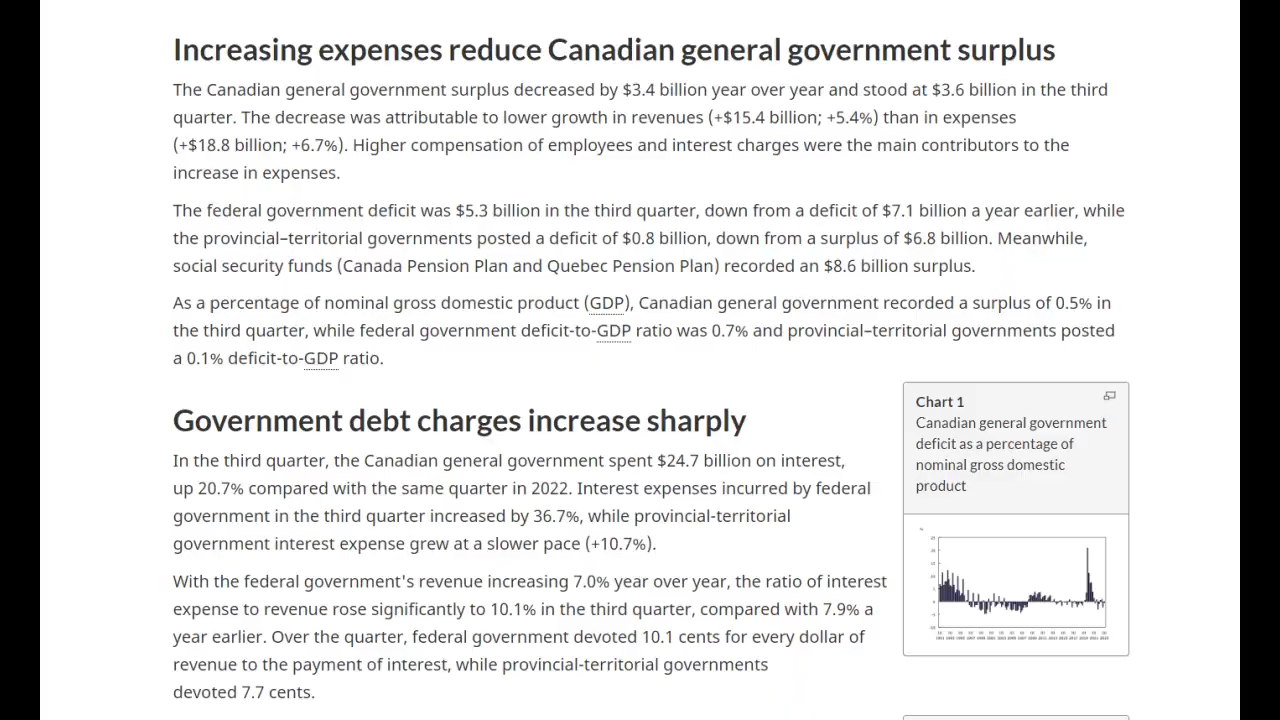 Increasing expenses reduce Canadian general government surplus
The Canadian general government surplus decreased by $3.4 billion year over year and stood at $3.6 billion in the third
quarter. The decrease was attributable to lower growth in revenues (+$15.4 billion; +5.4%) than in expenses
(+$18.8 billion; +6.7%). Higher compensation of employees and interest charges were the main contributors to the
increase in expenses.
The federal government deficit was $5.3 billion in the third quarter, down from a deficit of $7.1 billion a year earlier, while
the provincial–territorial governments posted a deficit of $0.8 billion, down from a surplus of $6.8 billion. Meanwhile,
social security funds (Canada Pension Plan and Quebec Pension Plan) recorded an $8.6 billion surplus.
As a percentage of nominal gross domestic product (GDP), Canadian general government recorded a surplus of 0.5% in
the third quarter, while federal government deficit-to-GDP ratio was 0.7% and provincial–territorial governments posted
a 0.1% deficit-to-GDP ratio.
Government debt charges increase sharply
In the third quarter, the Canadian general government spent $24.7 billion on interest,
up 20.7% compared with the same quarter in 2022. Interest expenses incurred by federal
government in the third quarter increased by 36.7%, while provincial-territorial
government interest expense grew at a slower pace (+10.7%).
With the federal government's revenue increasing 7.0% year over year, the ratio of interest
expense to revenue rose significantly to 10.1% in the third quarter, compared with 7.9% a
year earlier. Over the quarter, federal government devoted 10.1 cents for every dollar of
revenue to the payment of interest, while provincial-territorial governments
devoted 7.7 cents.
Chart 1
Canadian general government
deficit as a percentage of
nominal gross domestic
product